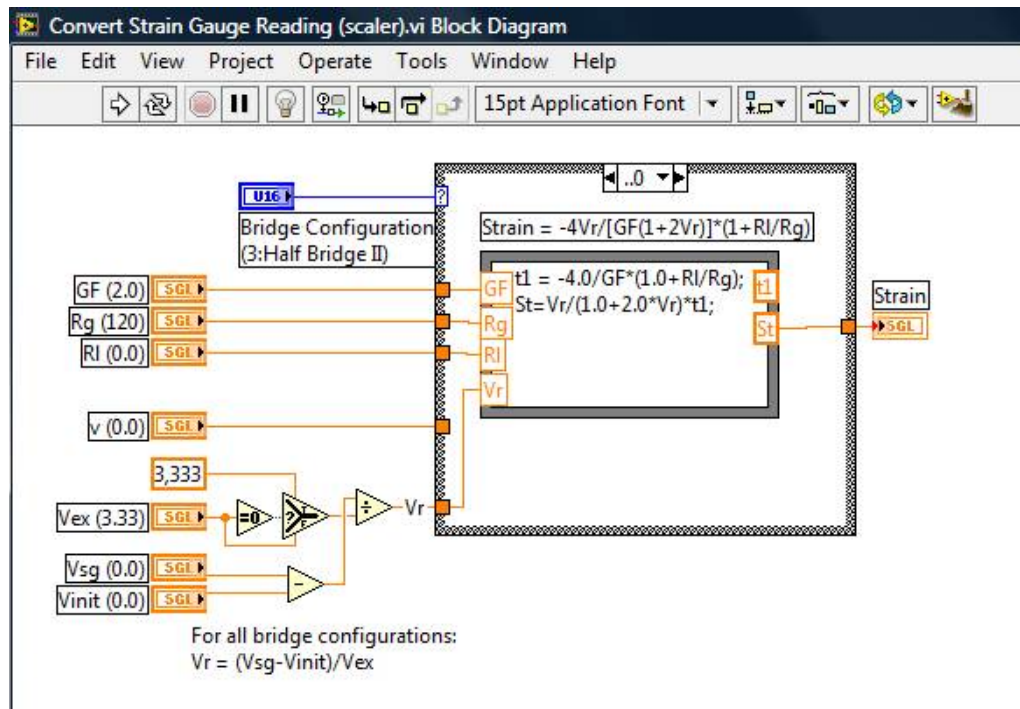 Convert Strain Gauge Reading (scaler).vi Block Diagram
File Edit View Project Operate Tools Window Help
15pt Application Font
..0
U16
?
Bridge Configuration
(3:Half Bridge II)
Strain = -4Vr/[GF(1+2Vr)]*(1+Rl/Rg)
t1 = -4.0/GF*(1.0+Rl/Rg);
St=Vr/(1.0+2.0*Vr)*t1;
GF (2.0) SGL GF t1
Rg (120) SGL Rg St
Rl (0.0) SGL Rl
Vr
Strain
SGL
v (0.0) SGL
3,333
Vex (3.33) SGL =0 ? T F ÷ Vr
Vsg (0.0) SGL
Vinit (0.0) SGL -
For all bridge configurations:
Vr = (Vsg-Vinit)/Vex